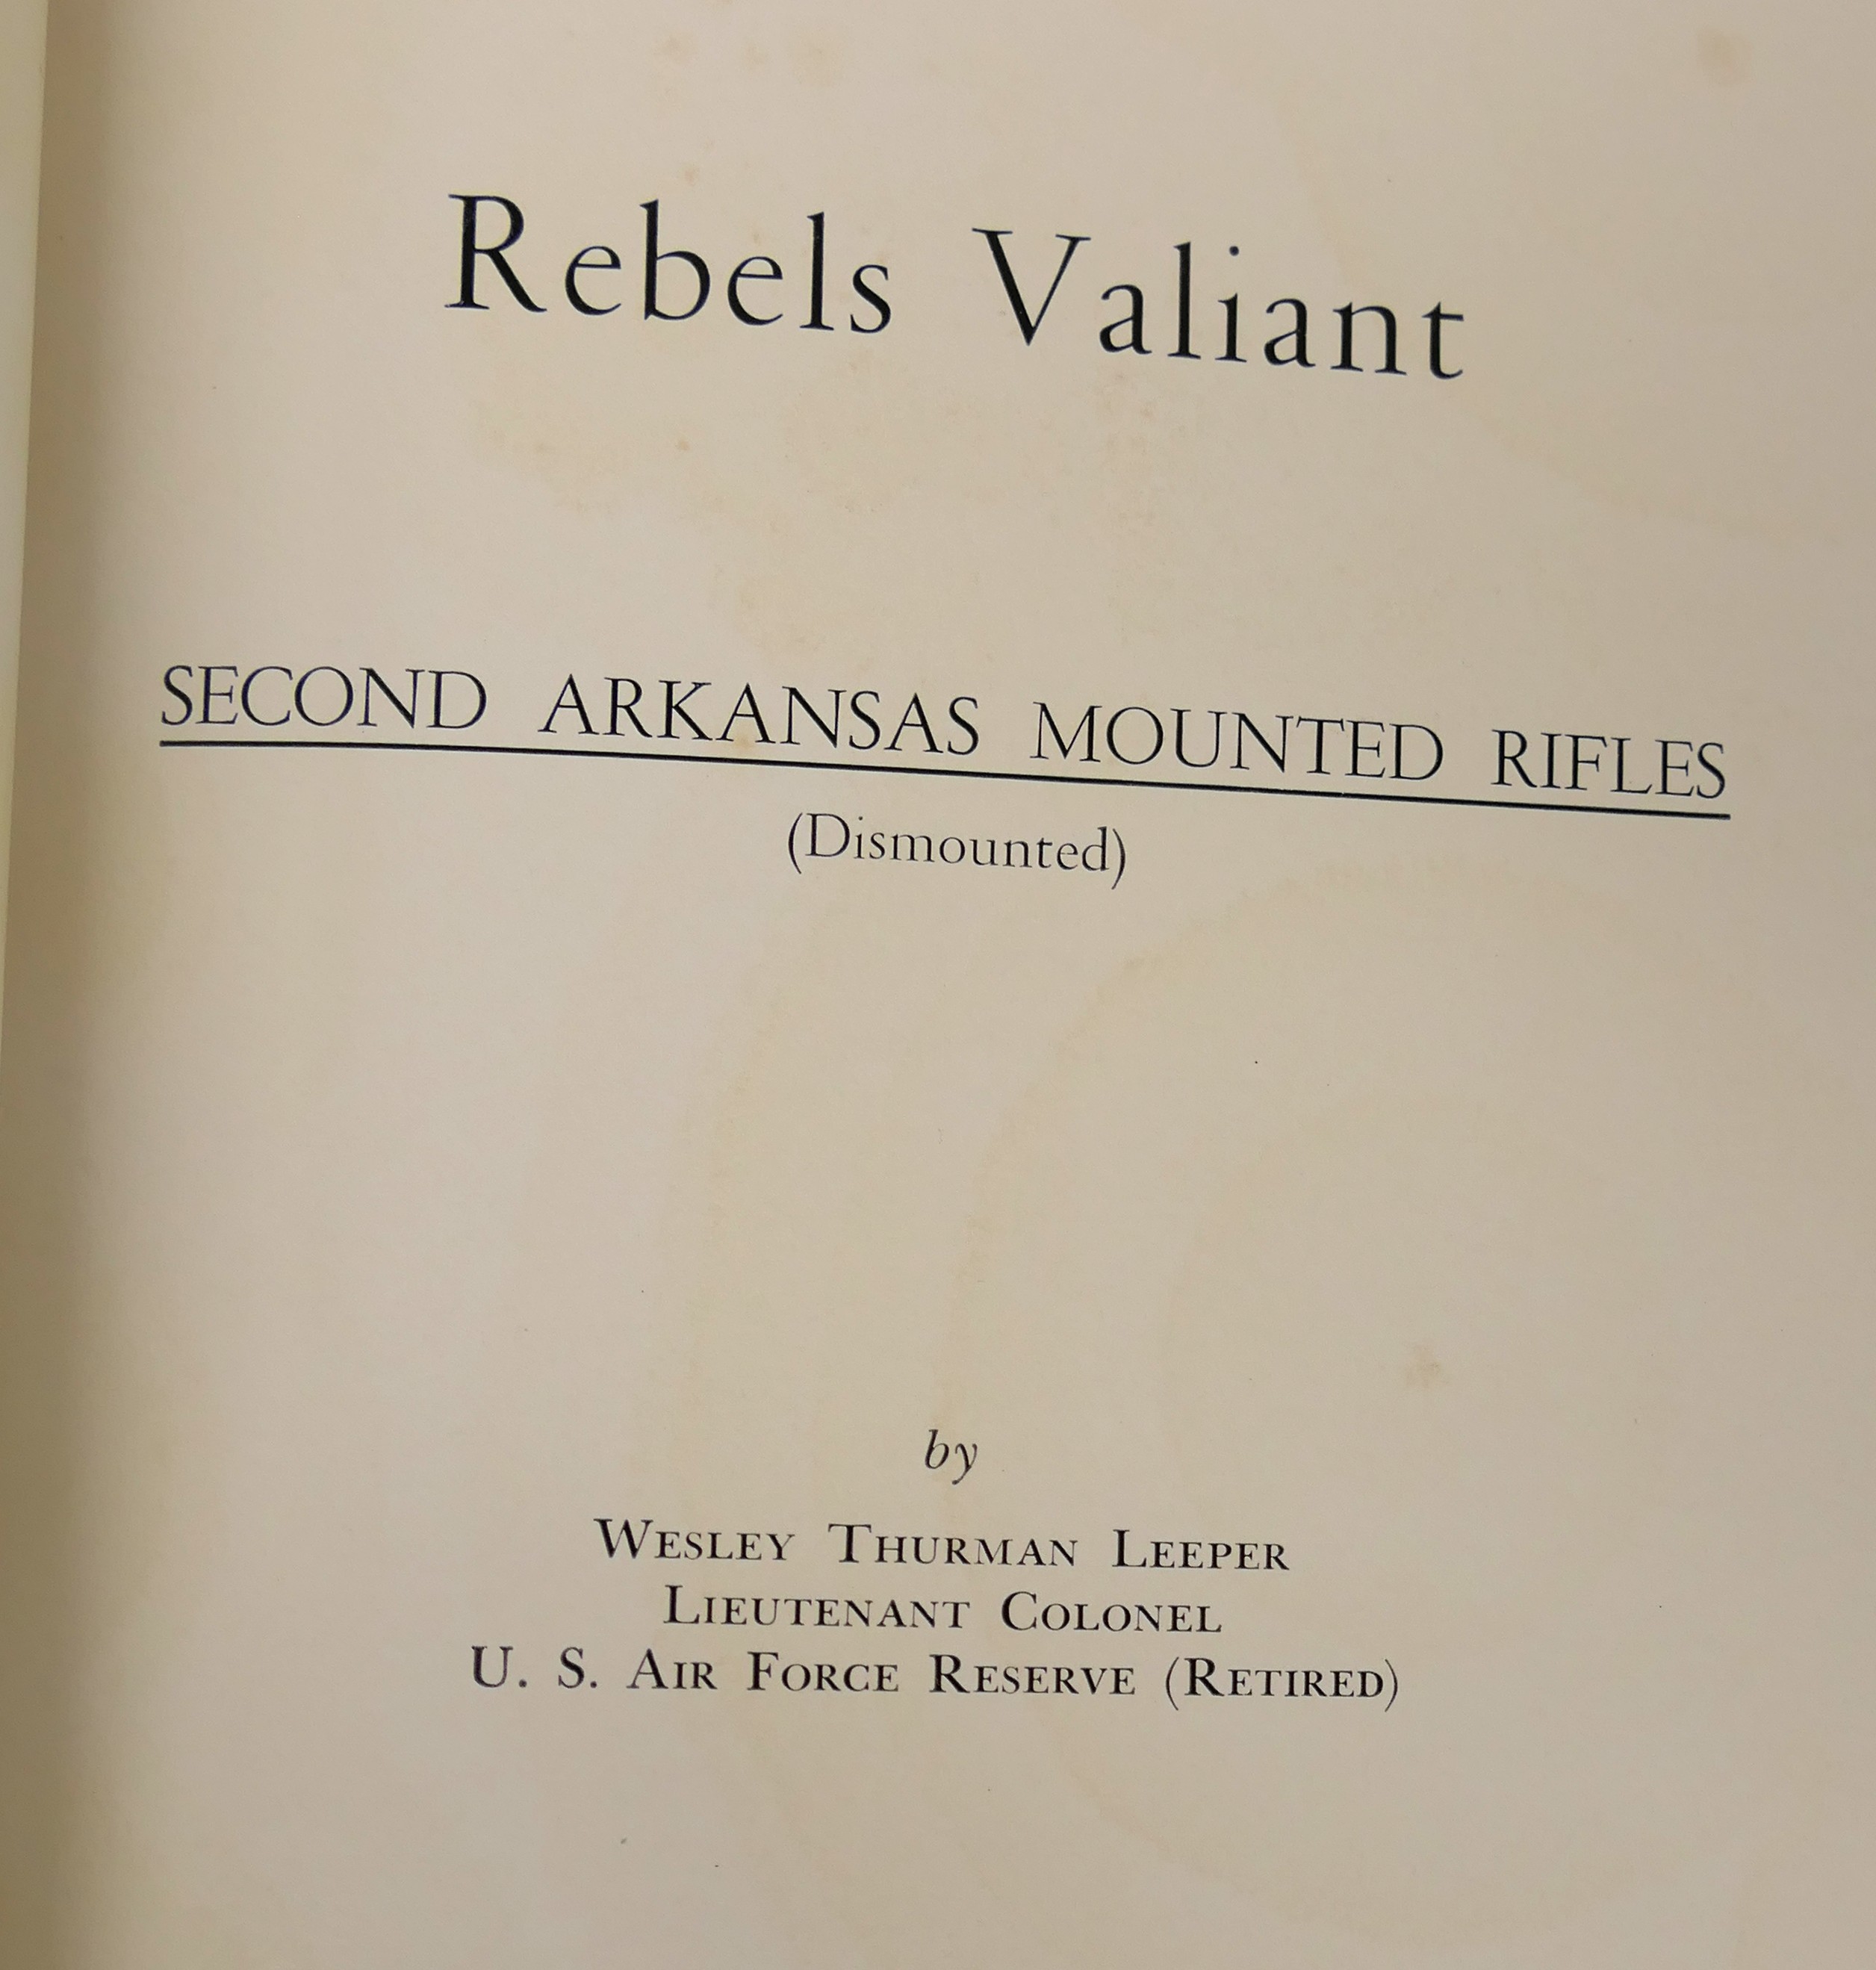 Rebels Valiant
SECOND ARKANSAS MOUNTED RIFLES
(Dismounted)
by
WESLEY THURMAN LEEPER
LIEUTENANT COLONEL
U. S. AIR FORCE RESERVE (RETIRED)